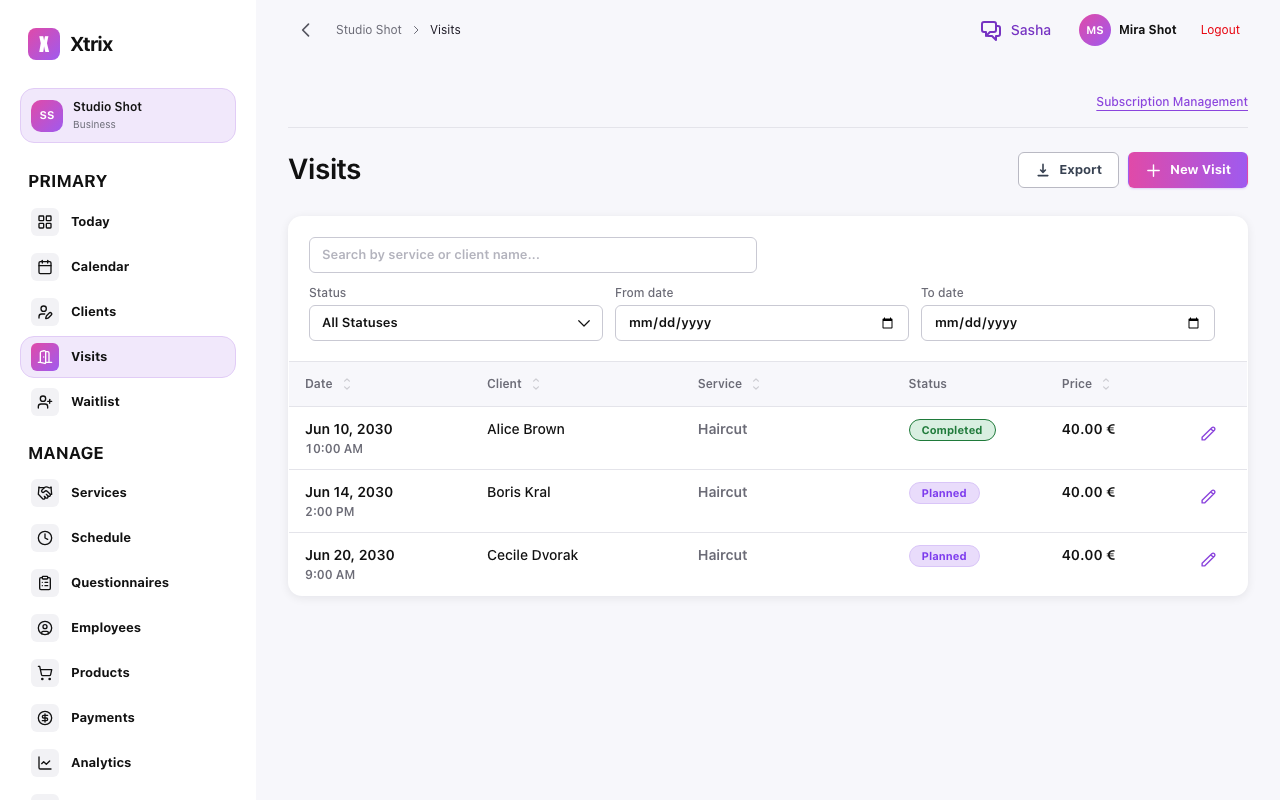 Xtrix
SS
Studio Shot
Business
PRIMARY
Today
Calendar
Clients
Visits
Waitlist
MANAGE
Services
Schedule
Questionnaires
Employees
Products
Payments
Analytics
Studio Shot > Visits
Sasha
MS
Mira Shot
Logout
Subscription Management
Visits
Export
New Visit
Search by service or client name...
Status
From date
To date
All Statuses
mm/dd/yyyy
mm/dd/yyyy
Date
Client
Service
Status
Price
Jun 10, 2030
10:00 AM
Alice Brown
Haircut
Completed
40.00 €
Jun 14, 2030
2:00 PM
Boris Kral
Haircut
Planned
40.00 €
Jun 20, 2030
9:00 AM
Cecile Dvorak
Haircut
Planned
40.00 €